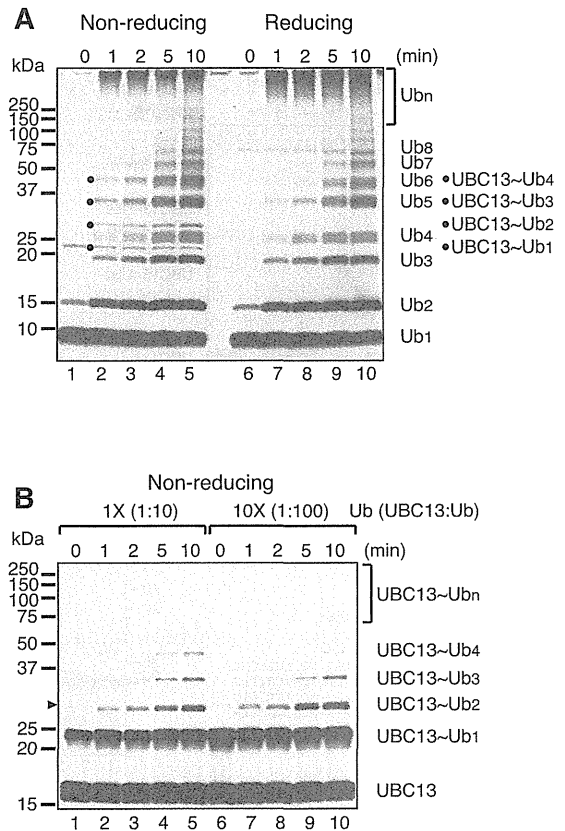 A
Non-reducing Reducing
0 1 2 5 10 0 1 2 5 10 (min)
kDa
Ubn
250
150
100
75
Ub8
Ub7
50
Ub6 UBC13~Ub4
37
Ub5 UBC13~Ub3
UBC13~Ub2
25
Ub4
UBC13~Ub1
20
Ub3
15
Ub2
10
Ub1
1 2 3 4 5 6 7 8 9 10
B
Non-reducing
1X (1:10) 10X (1:100) Ub (UBC13:Ub)
kDa
0 1 2 5 10 0 1 2 5 10 (min)
250
150
100
UBC13~Ubn
75
50
UBC13~Ub4
37
UBC13~Ub3
UBC13~Ub2
25
UBC13~Ub1
20
UBC13
15
1 2 3 4 5 6 7 8 9 10